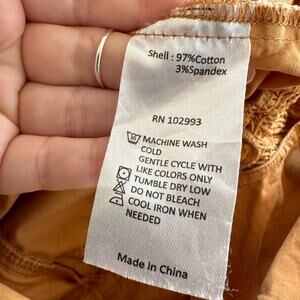 Shell : 97%Cotton
3%Spandex
RN 102993
MACHINE WASH
COLD
GENTLE CYCLE WITH
LIKE COLORS ONLY
TUMBLE DRY LOW
DO NOT BLEACH
COOL IRON WHEN
NEEDED
Made in China